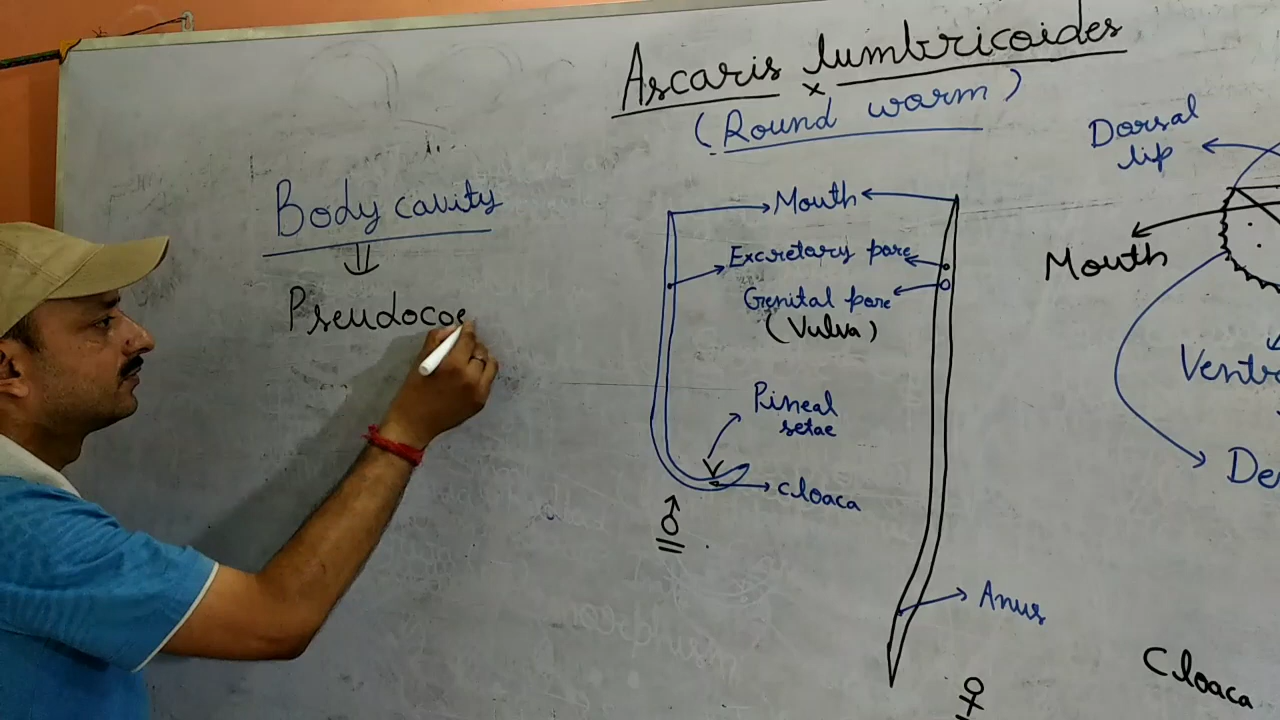 Ascaris lumbricoides
(Round worm)
Body cavity
Pseudocoe
Mouth
Excretory pore
Genital pore
(Vulva)
Pineal
setae
cloaca
♂
Anus
♀
Dorsal
lip
Mouth
Ventr
De
Cloaca